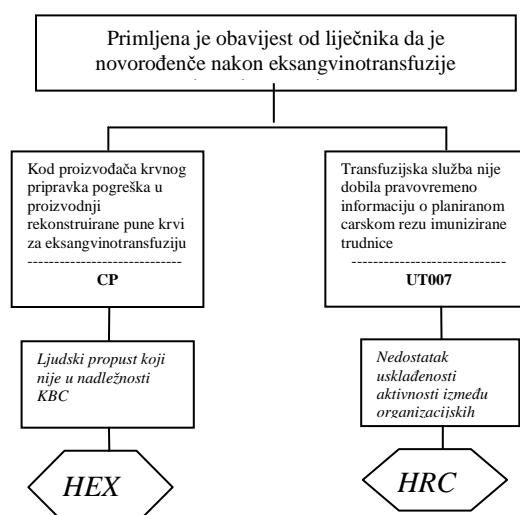 Primljena je obavijest od liječnika da je
novorođenče nakon eksangvinotransfuzije
Kod proizvođača krvnog
pripravka pogreška u
proizvodnji
rekonstruirane pune krvi
za eksangvinotransfuziju
-----------------------------
CP
Transfuzijska služba nije
dobila pravovremeno
informaciju o planiranom
carskom rezu imunizirane
trudnice
-----------------------------
UT007
Ljudski propust koji
nije u nadležnosti
KBC
Nedostatak
usklađenosti
aktivnosti između
organizacijskih
HEX
HRC